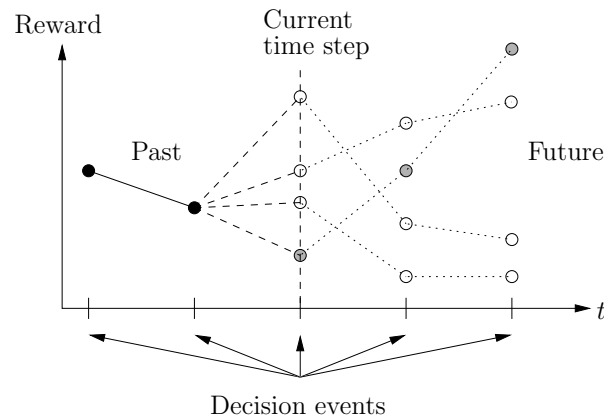 Reward
Current
time step
Past
Future
t
Decision events